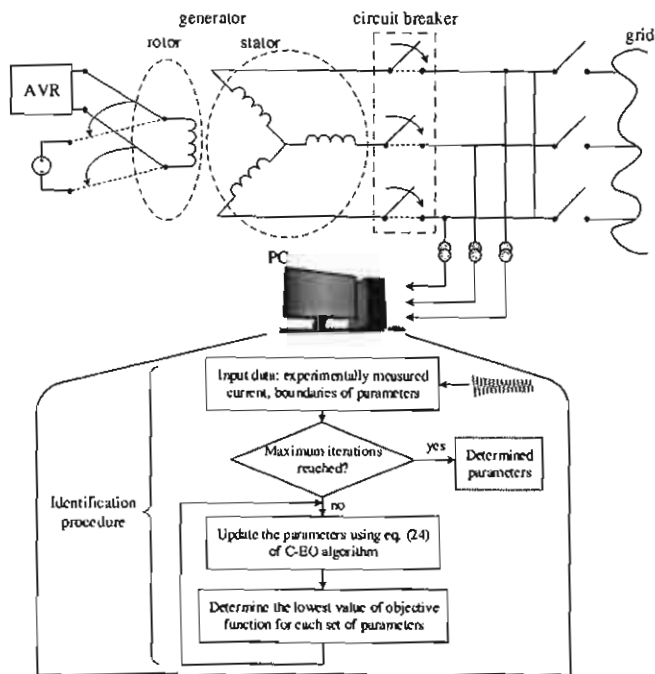 generator
circuit breaker
grid
rotor
stator
AVR
PC
Input data: experimentally measured
current, boundaries of parameters
Maximum iterations
reached?
yes
Determined
parameters
no
Identification
procedure
Update the parameters using eq. (24)
of C-EO algorithm
Determine the lowest value of objective
function for each set of parameters